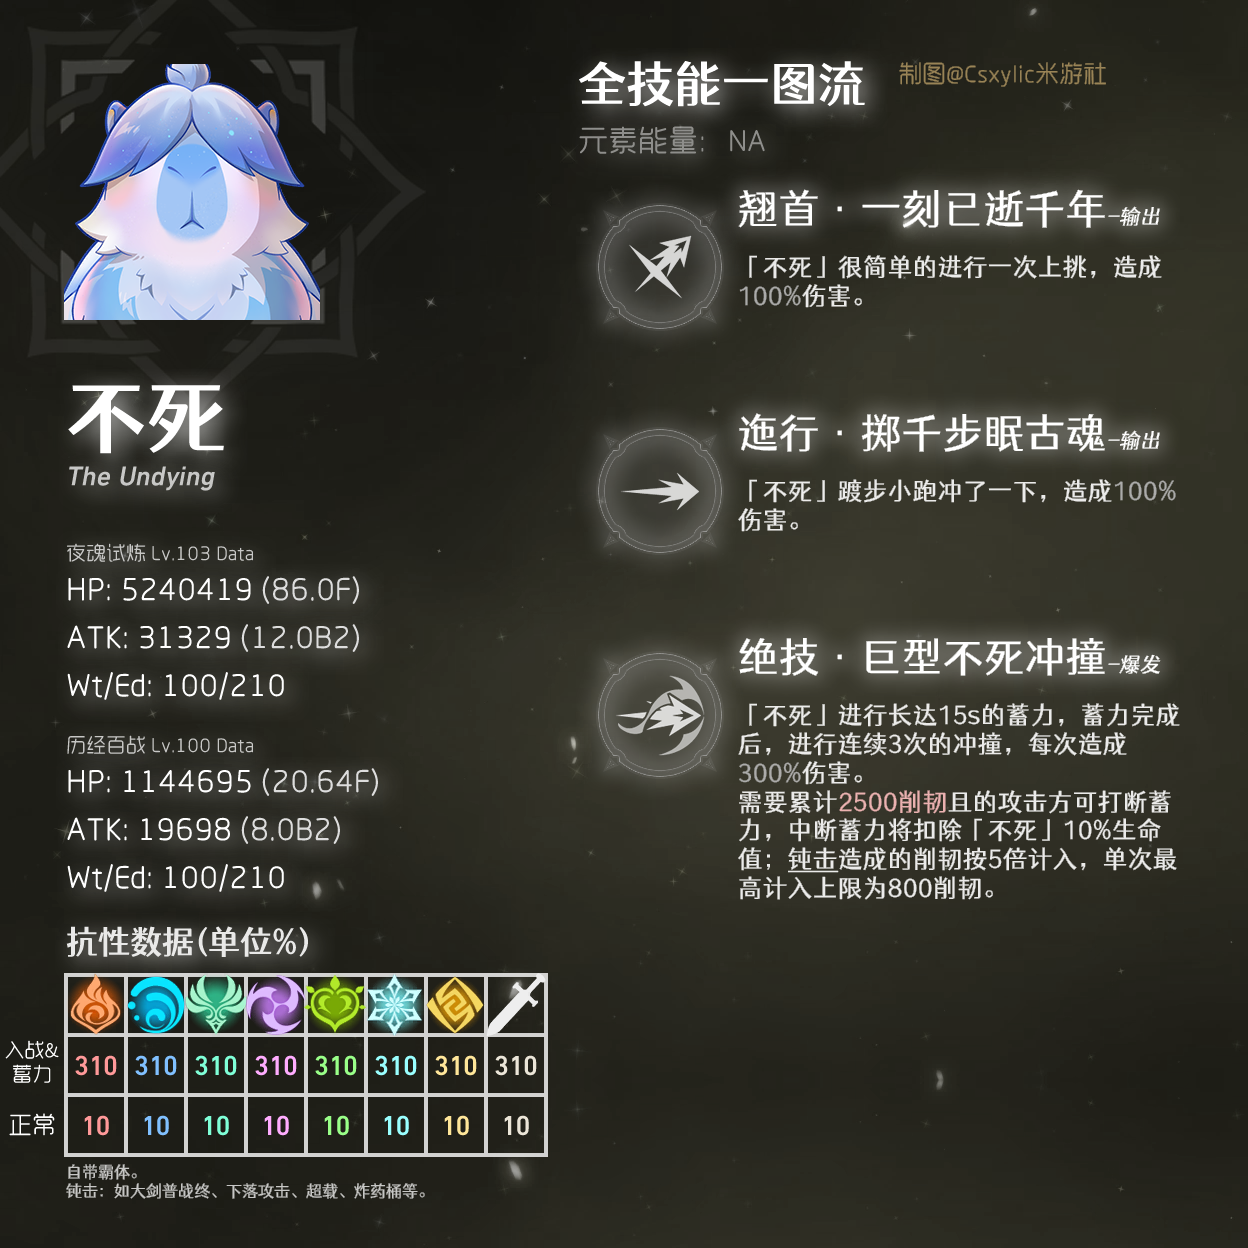 全技能一图流
制图@Csxylic米游社
元素能量: NA
翘首 · 一刻已逝千年-输出
「不死」很简单的进行一次上挑，造成
100%伤害。
迤行 · 掷千步眠古魂-输出
「不死」踱步小跑冲了一下，造成100%
伤害。
绝技 · 巨型不死冲撞-爆发
「不死」进行长达15s的蓄力，蓄力完成
后，进行连续3次的冲撞，每次造成
300%伤害。
需要累计2500削韧且的攻击方可打断蓄
力，中断蓄力将扣除「不死」10%生命
值；钝击造成的削韧按5倍计入，单次最
高计入上限为800削韧。
不死
The Undying
夜魂试炼 Lv.103 Data
HP: 5240419 (86.0F)
ATK: 31329 (12.0B2)
Wt/Ed: 100/210
历经百战 Lv.100 Data
HP: 1144695 (20.64F)
ATK: 19698 (8.0B2)
Wt/Ed: 100/210
抗性数据(单位%)
入战&
蓄力
310 310 310 310 310 310 310 310
正常 10 10 10 10 10 10 10 10
自带霸体。
钝击：如大剑普战终、下落攻击、超载、炸药桶等。